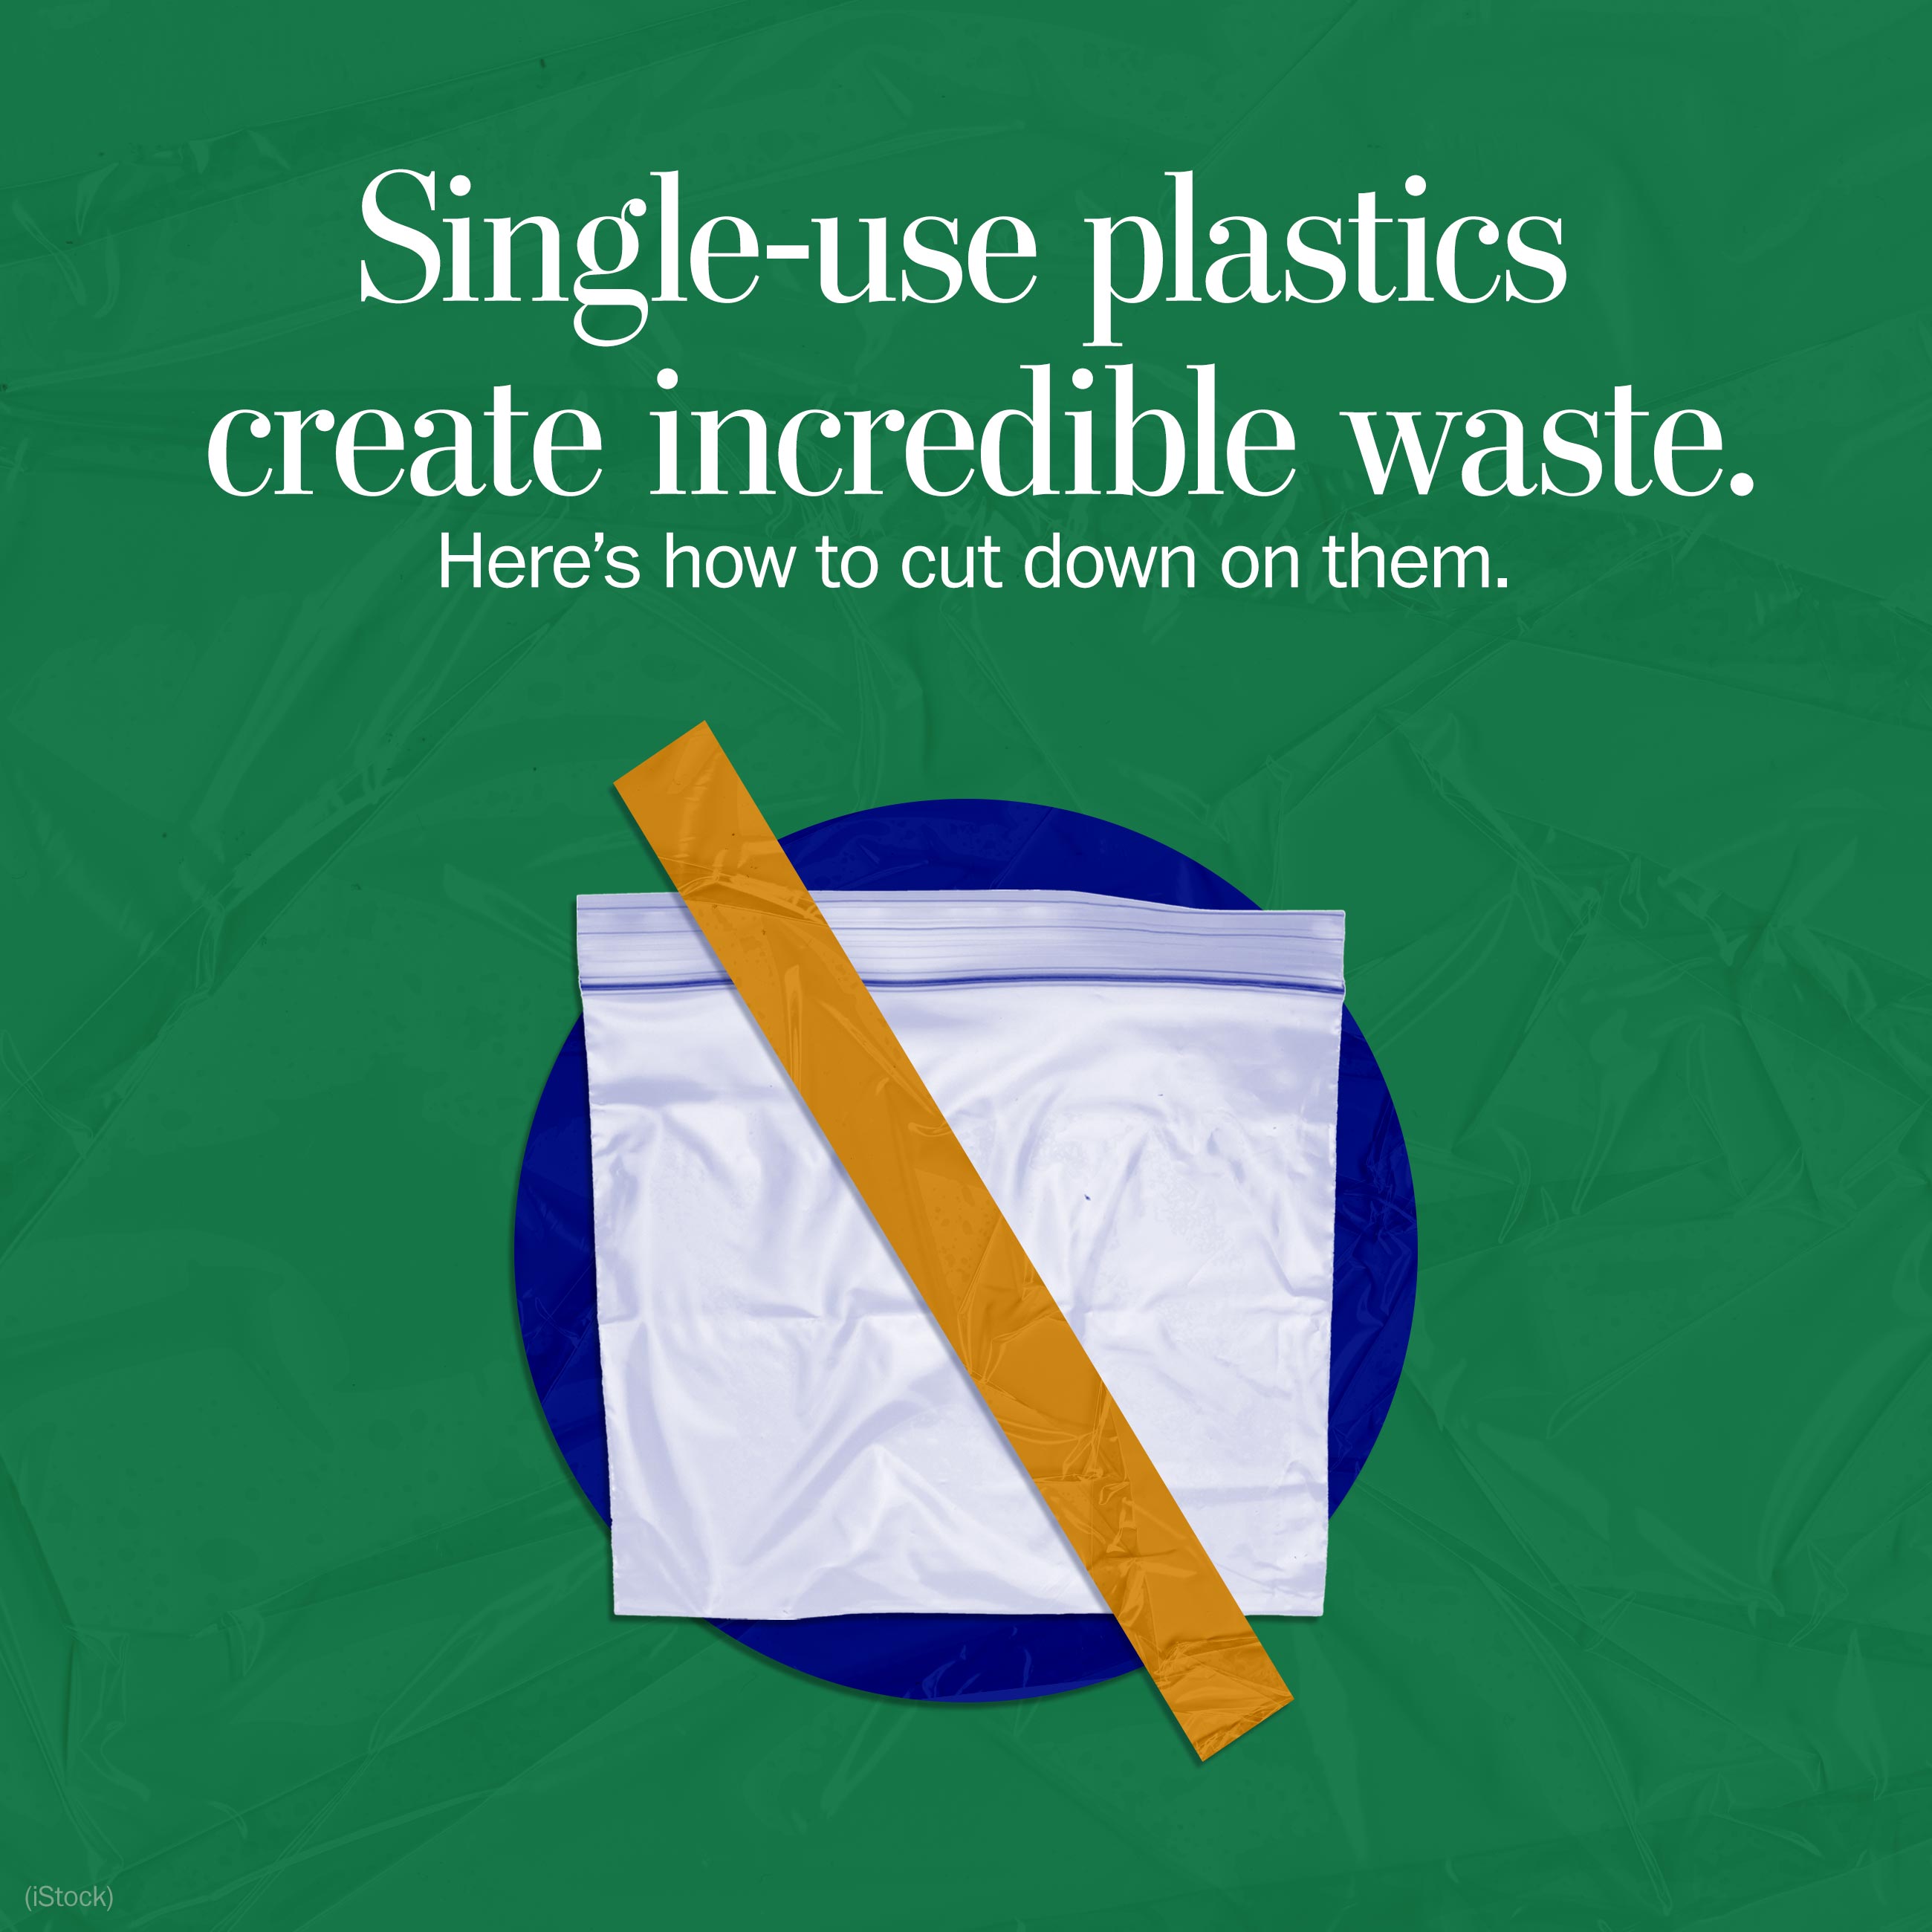 Single-use plastics
create incredible waste.
Here’s how to cut down on them.
(iStock)